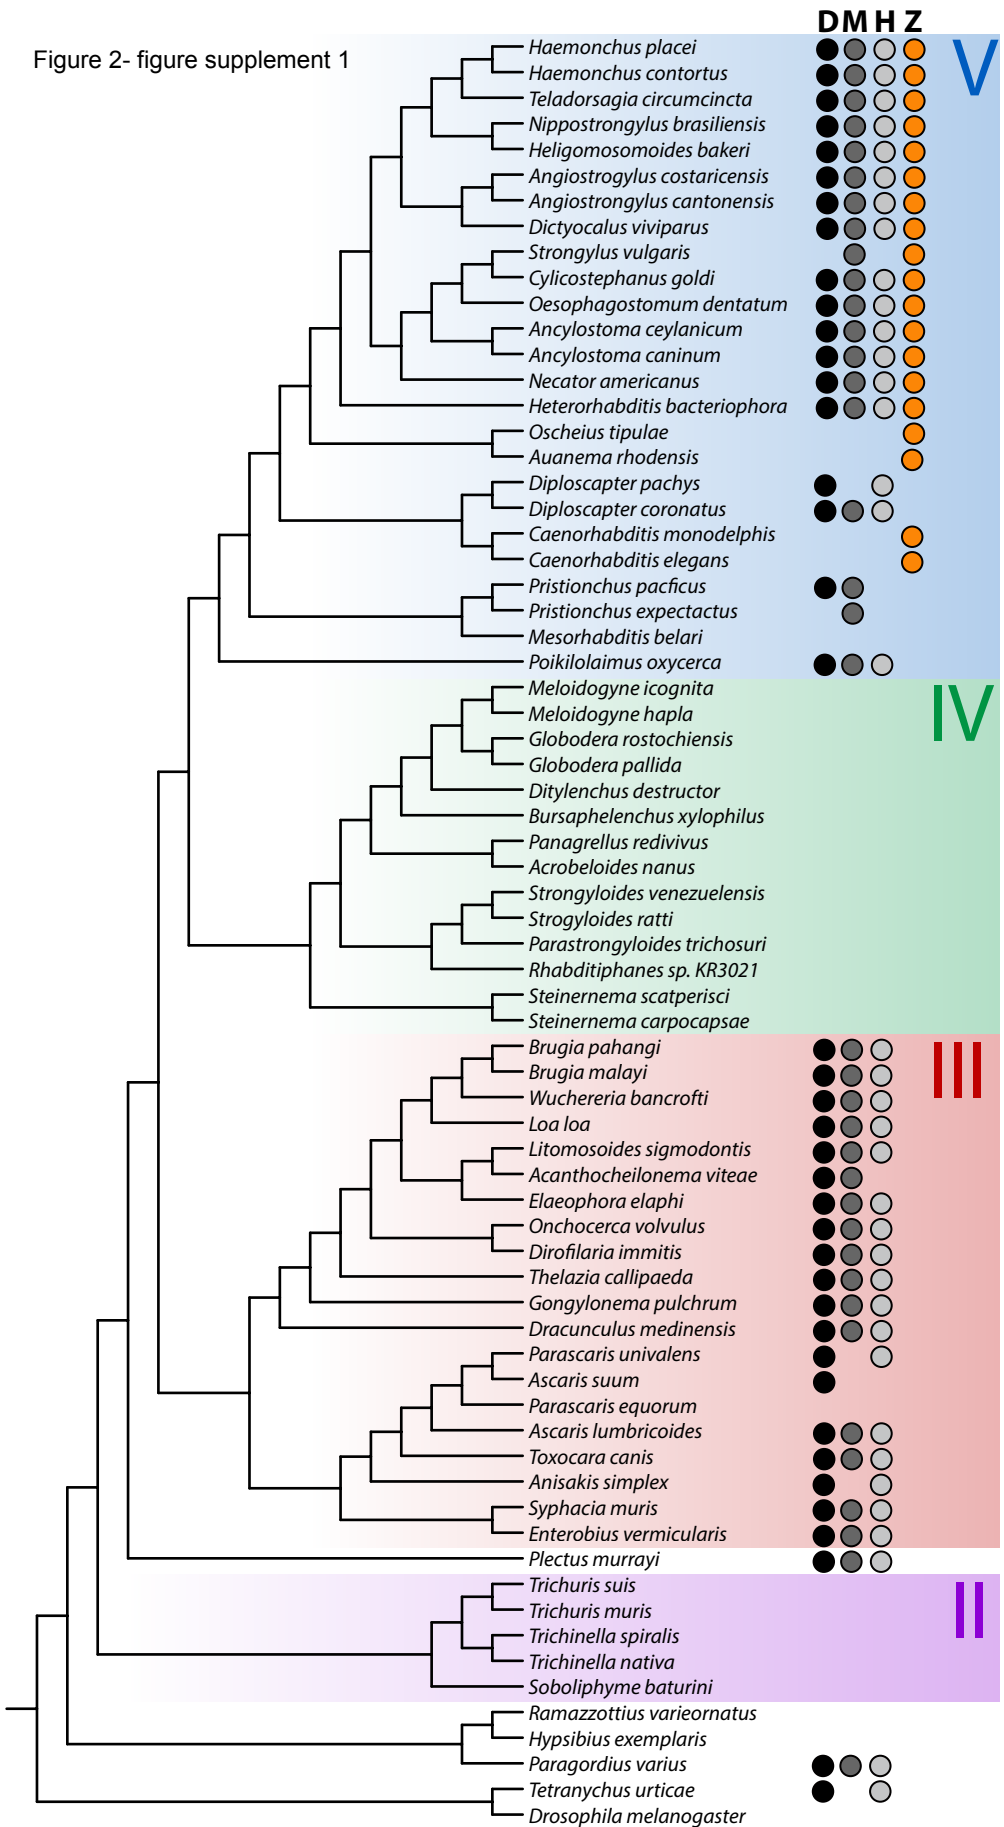 D M H Z
Figure 2- figure supplement 1
V
Haemonchus placei
Haemonchus contortus
Teladorsagia circumcincta
Nippostrongylus brasiliensis
Heligomosomoides bakeri
Angiostrogylus costaricensis
Angiostrongylus cantonensis
Dictyocalus viviparus
Strongylus vulgaris
Cylicostephanus goldi
Oesophagostomum dentatum
Ancylostoma ceylanicum
Ancylostoma caninum
Necator americanus
Heterorhabditis bacteriophora
Oscheius tipulae
Auanema rhodensis
Diploscapter pachys
Diploscapter coronatus
Caenorhabditis monodelphis
Caenorhabditis elegans
Pristionchus pacficus
Pristionchus expectactus
Mesorhabditis belari
Poikilolaimus oxycerca
IV
Meloidogyne icognita
Meloidogyne hapla
Globodera rostochiensis
Globodera pallida
Ditylenchus destructor
Bursaphelenchus xylophilus
Panagrellus redivivus
Acrobeloides nanus
Strongyloides venezuelensis
Strogyloides ratti
Parastrongyloides trichosuri
Rhabditiphanes sp. KR3021
Steinernema scatperisci
Steinernema carpocapsae
III
Brugia pahangi
Brugia malayi
Wuchereria bancrofti
Loa loa
Litomosoides sigmodontis
Acanthocheilonema viteae
Elaeophora elaphi
Onchocerca volvulus
Dirofilaria immitis
Thelazia callipaeda
Gongylonema pulchrum
Dracunculus medinensis
Parascaris univalens
Ascaris suum
Parascaris equorum
Ascaris lumbricoides
Toxocara canis
Anisakis simplex
Syphacia muris
Enterobius vermicularis
Plectus murrayi
II
Trichuris suis
Trichuris muris
Trichinella spiralis
Trichinella nativa
Soboliphyme baturini
Ramazzottius varieornatus
Hypsibius exemplaris
Paragordius varius
Tetranychus urticae
Drosophila melanogaster